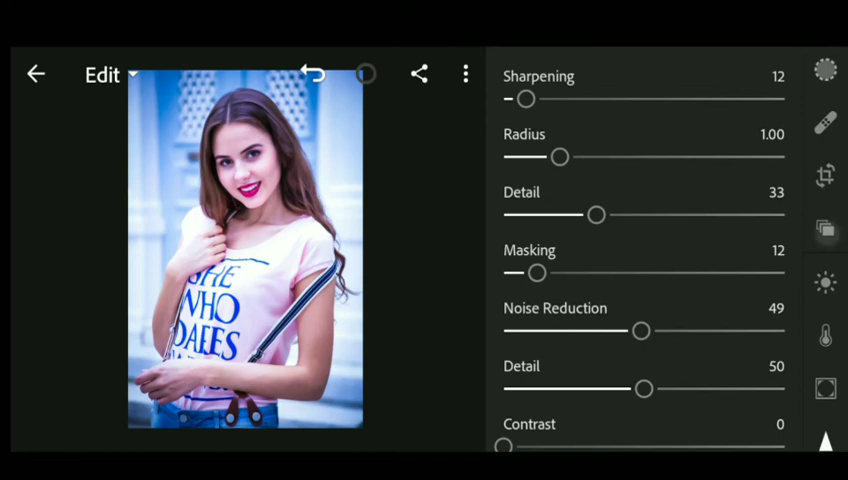 Edit
Sharpening 12
Radius 1.00
Detail 33
Masking 12
Noise Reduction 49
Detail 50
Contrast 0
SHE
WHO
DARES